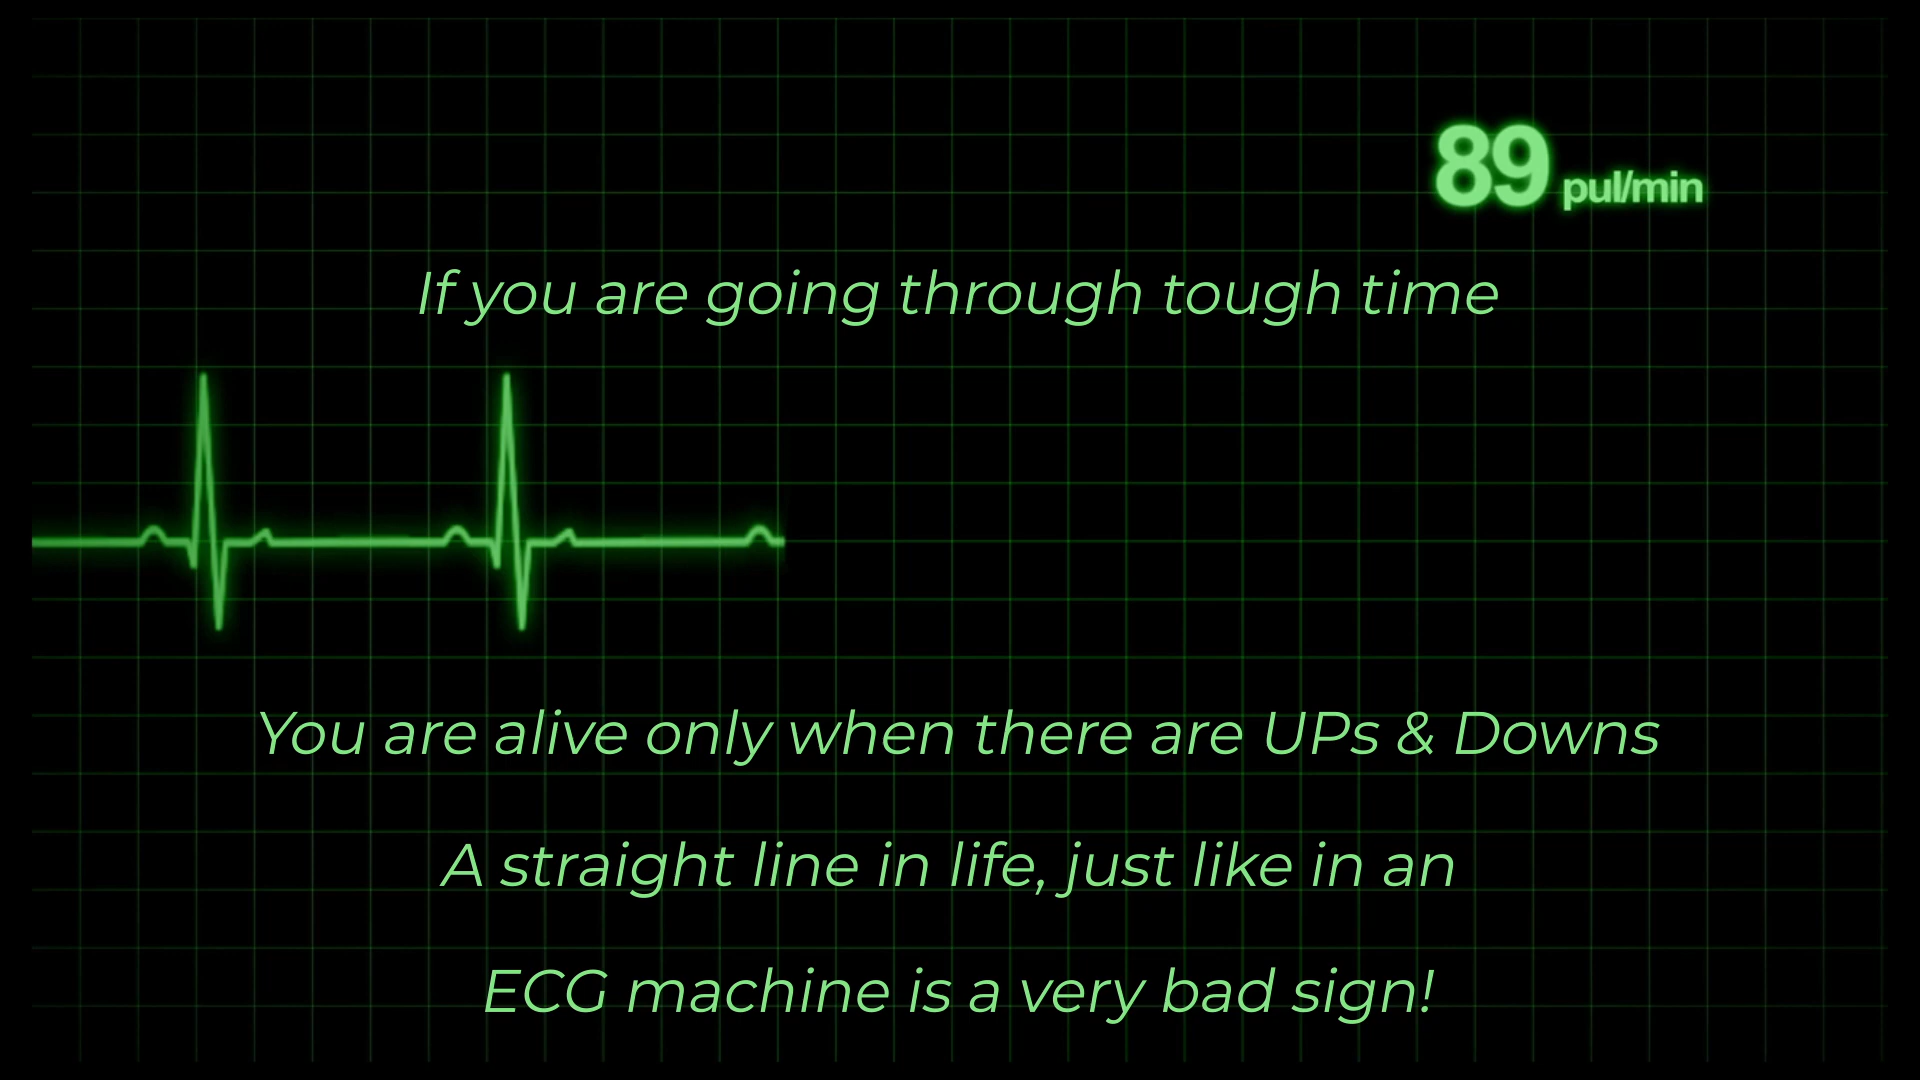 89 pul/min
If you are going through tough time
You are alive only when there are UPs & Downs
A straight line in life, just like in an
ECG machine is a very bad sign!